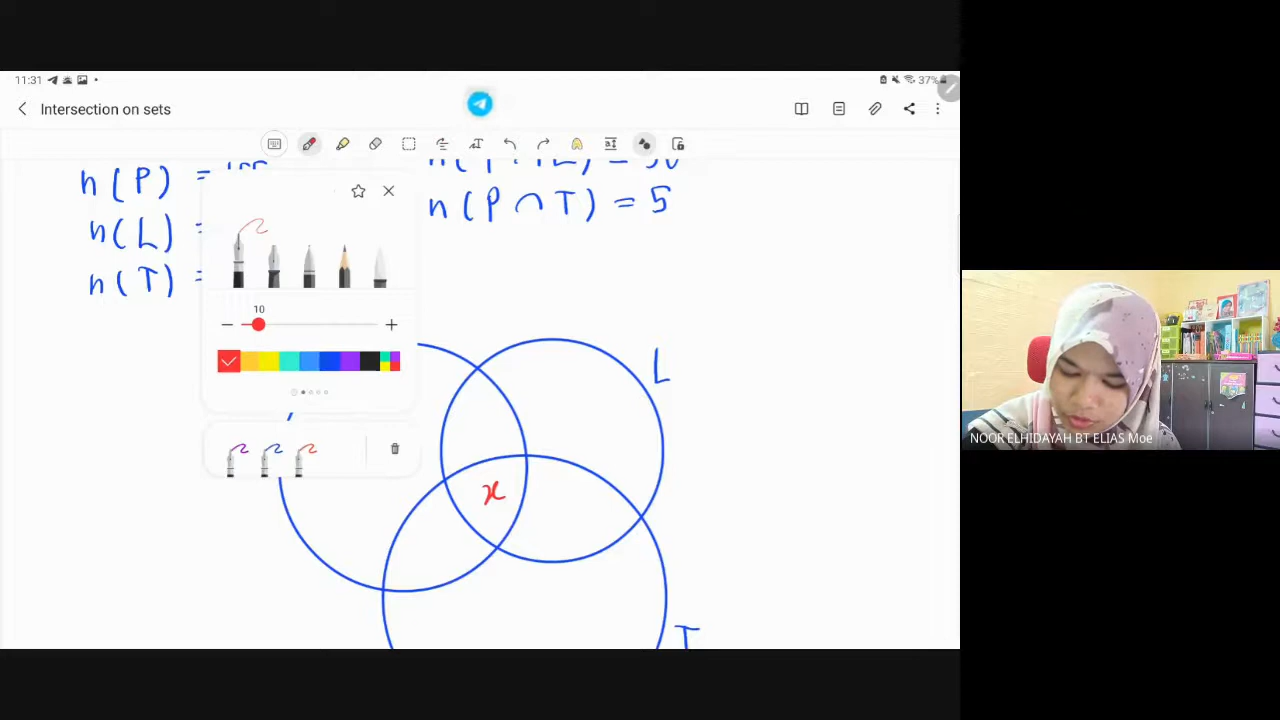 11:31
37%
Intersection on sets
n(P) =
n(P ∩ T) = 5
n(L) =
n(T) =
10
L
x
T
NOOR ELHIDAYAH BT ELIAS Moe